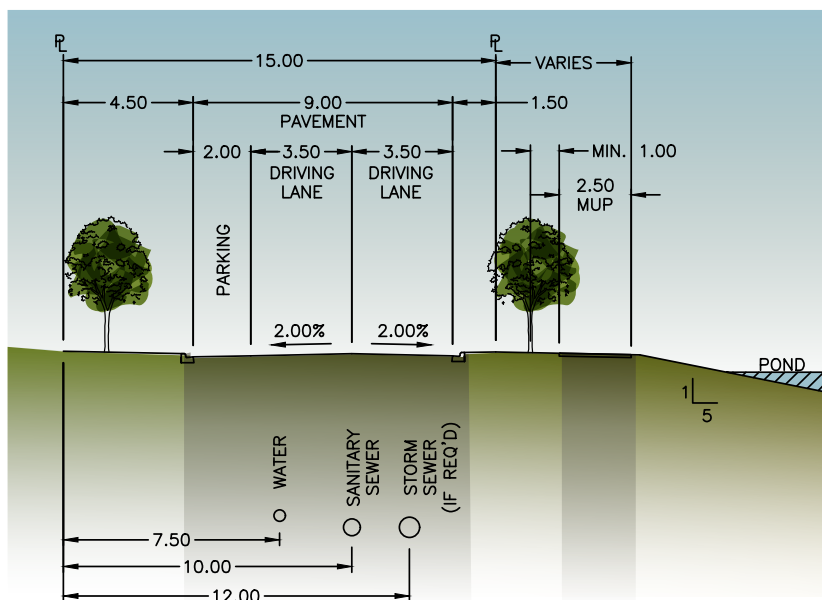 PL PL
15.00 VARIES
4.50 9.00 1.50
PAVEMENT
2.00 3.50 3.50 MIN. 1.00
DRIVING DRIVING 2.50
LANE LANE MUP
PARKING
2.00% 2.00%
POND
1
5
WATER
SANITARY
SEWER
STORM
SEWER
(IF REQ'D)
7.50
10.00
12.00